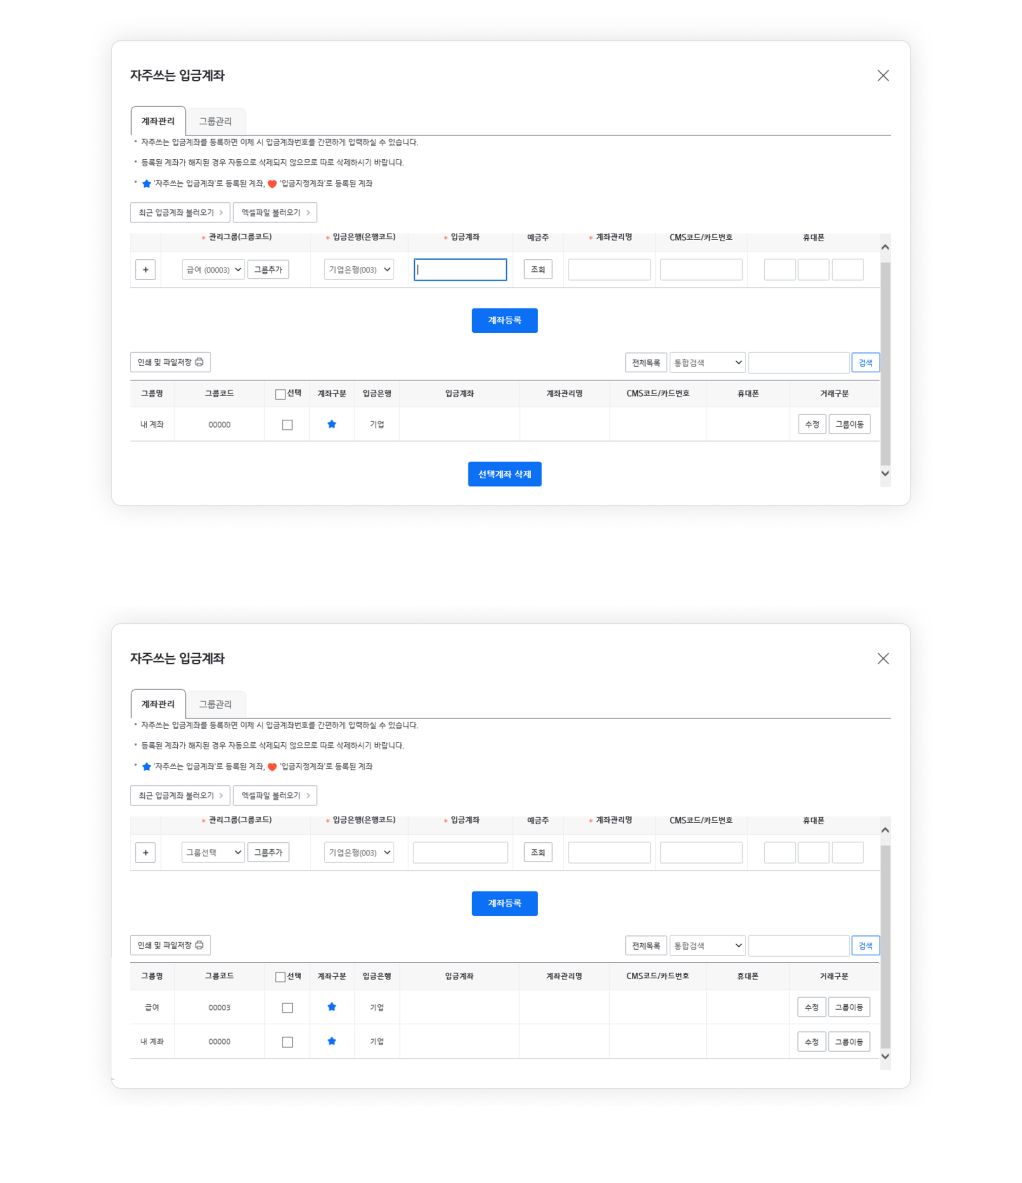 자주쓰는 입금계좌
계좌관리 그룹관리
• 자주쓰는 입금계좌를 등록하면 이체 시 입금계좌번호를 간편하게 입력하실 수 있습니다.
• 등록된 계좌가 해지된 경우 자동으로 삭제되지 않으므로 따로 삭제하시기 바랍니다.
• '자주쓰는 입금계좌'로 등록된 계좌, '입금지정계좌'로 등록된 계좌
최근 입금계좌 불러오기 > 엑셀파일 불러오기 >
* 관리그룹(그룹코드) * 입금은행(은행코드) * 입금계좌 예금주 * 계좌관리명 CMS코드/카드번호 휴대폰
+ 급여 (00003) 그룹추가 기업은행(003) 조회
계좌등록
인쇄 및 파일저장 전체목록 통합검색 검색
그룹명 그룹코드 선택 계좌구분 입금은행 입금계좌 계좌관리명 CMS코드/카드번호 휴대폰 거래구분
내 계좌 00000 기업 수정 그룹이동
선택계좌 삭제
자주쓰는 입금계좌
계좌관리 그룹관리
• 자주쓰는 입금계좌를 등록하면 이체 시 입금계좌번호를 간편하게 입력하실 수 있습니다.
• 등록된 계좌가 해지된 경우 자동으로 삭제되지 않으므로 따로 삭제하시기 바랍니다.
• '자주쓰는 입금계좌'로 등록된 계좌, '입금지정계좌'로 등록된 계좌
최근 입금계좌 불러오기 > 엑셀파일 불러오기 >
* 관리그룹(그룹코드) * 입금은행(은행코드) * 입금계좌 예금주 * 계좌관리명 CMS코드/카드번호 휴대폰
+ 그룹선택 그룹추가 기업은행(003) 조회
계좌등록
인쇄 및 파일저장 전체목록 통합검색 검색
그룹명 그룹코드 선택 계좌구분 입금은행 입금계좌 계좌관리명 CMS코드/카드번호 휴대폰 거래구분
급여 00003 기업 수정 그룹이동
내 계좌 00000 기업 수정 그룹이동